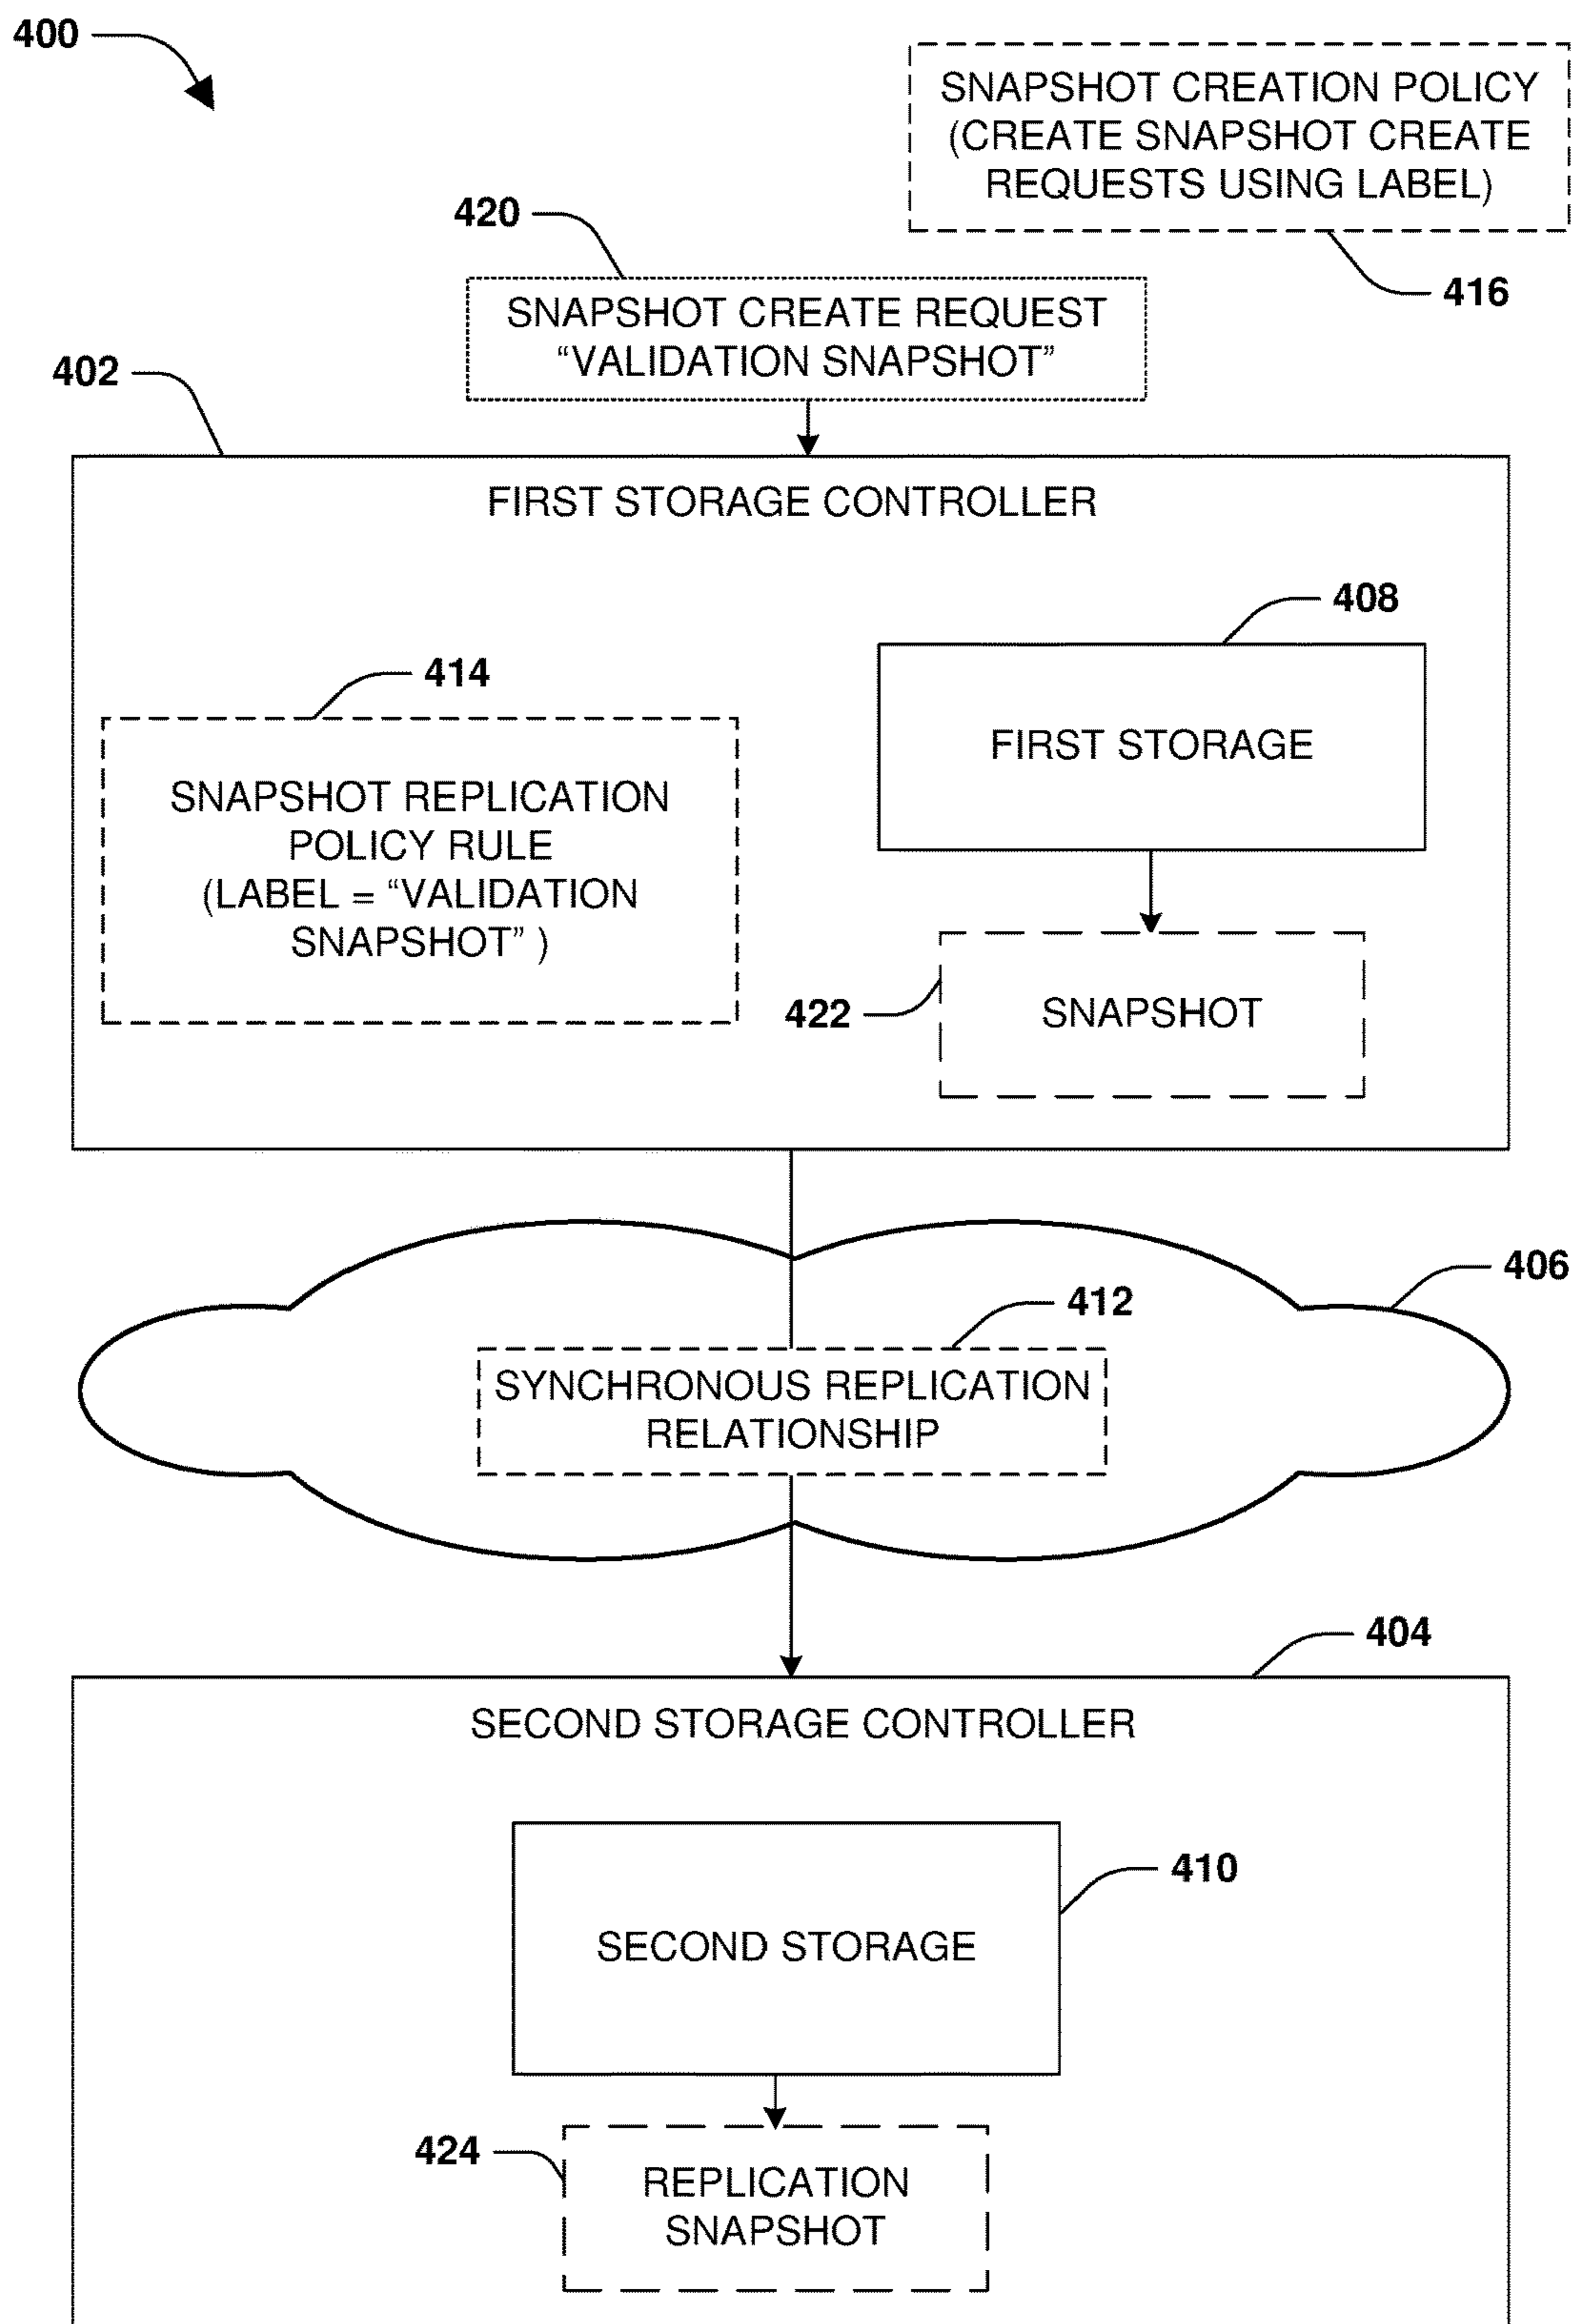 400
SNAPSHOT CREATION POLICY
(CREATE SNAPSHOT CREATE
REQUESTS USING LABEL)
416
420
SNAPSHOT CREATE REQUEST
“VALIDATION SNAPSHOT”
402
FIRST STORAGE CONTROLLER
408
FIRST STORAGE
414
SNAPSHOT REPLICATION
POLICY RULE
(LABEL = “VALIDATION
SNAPSHOT” )
422
SNAPSHOT
406
412
SYNCHRONOUS REPLICATION
RELATIONSHIP
404
SECOND STORAGE CONTROLLER
410
SECOND STORAGE
424
REPLICATION
SNAPSHOT